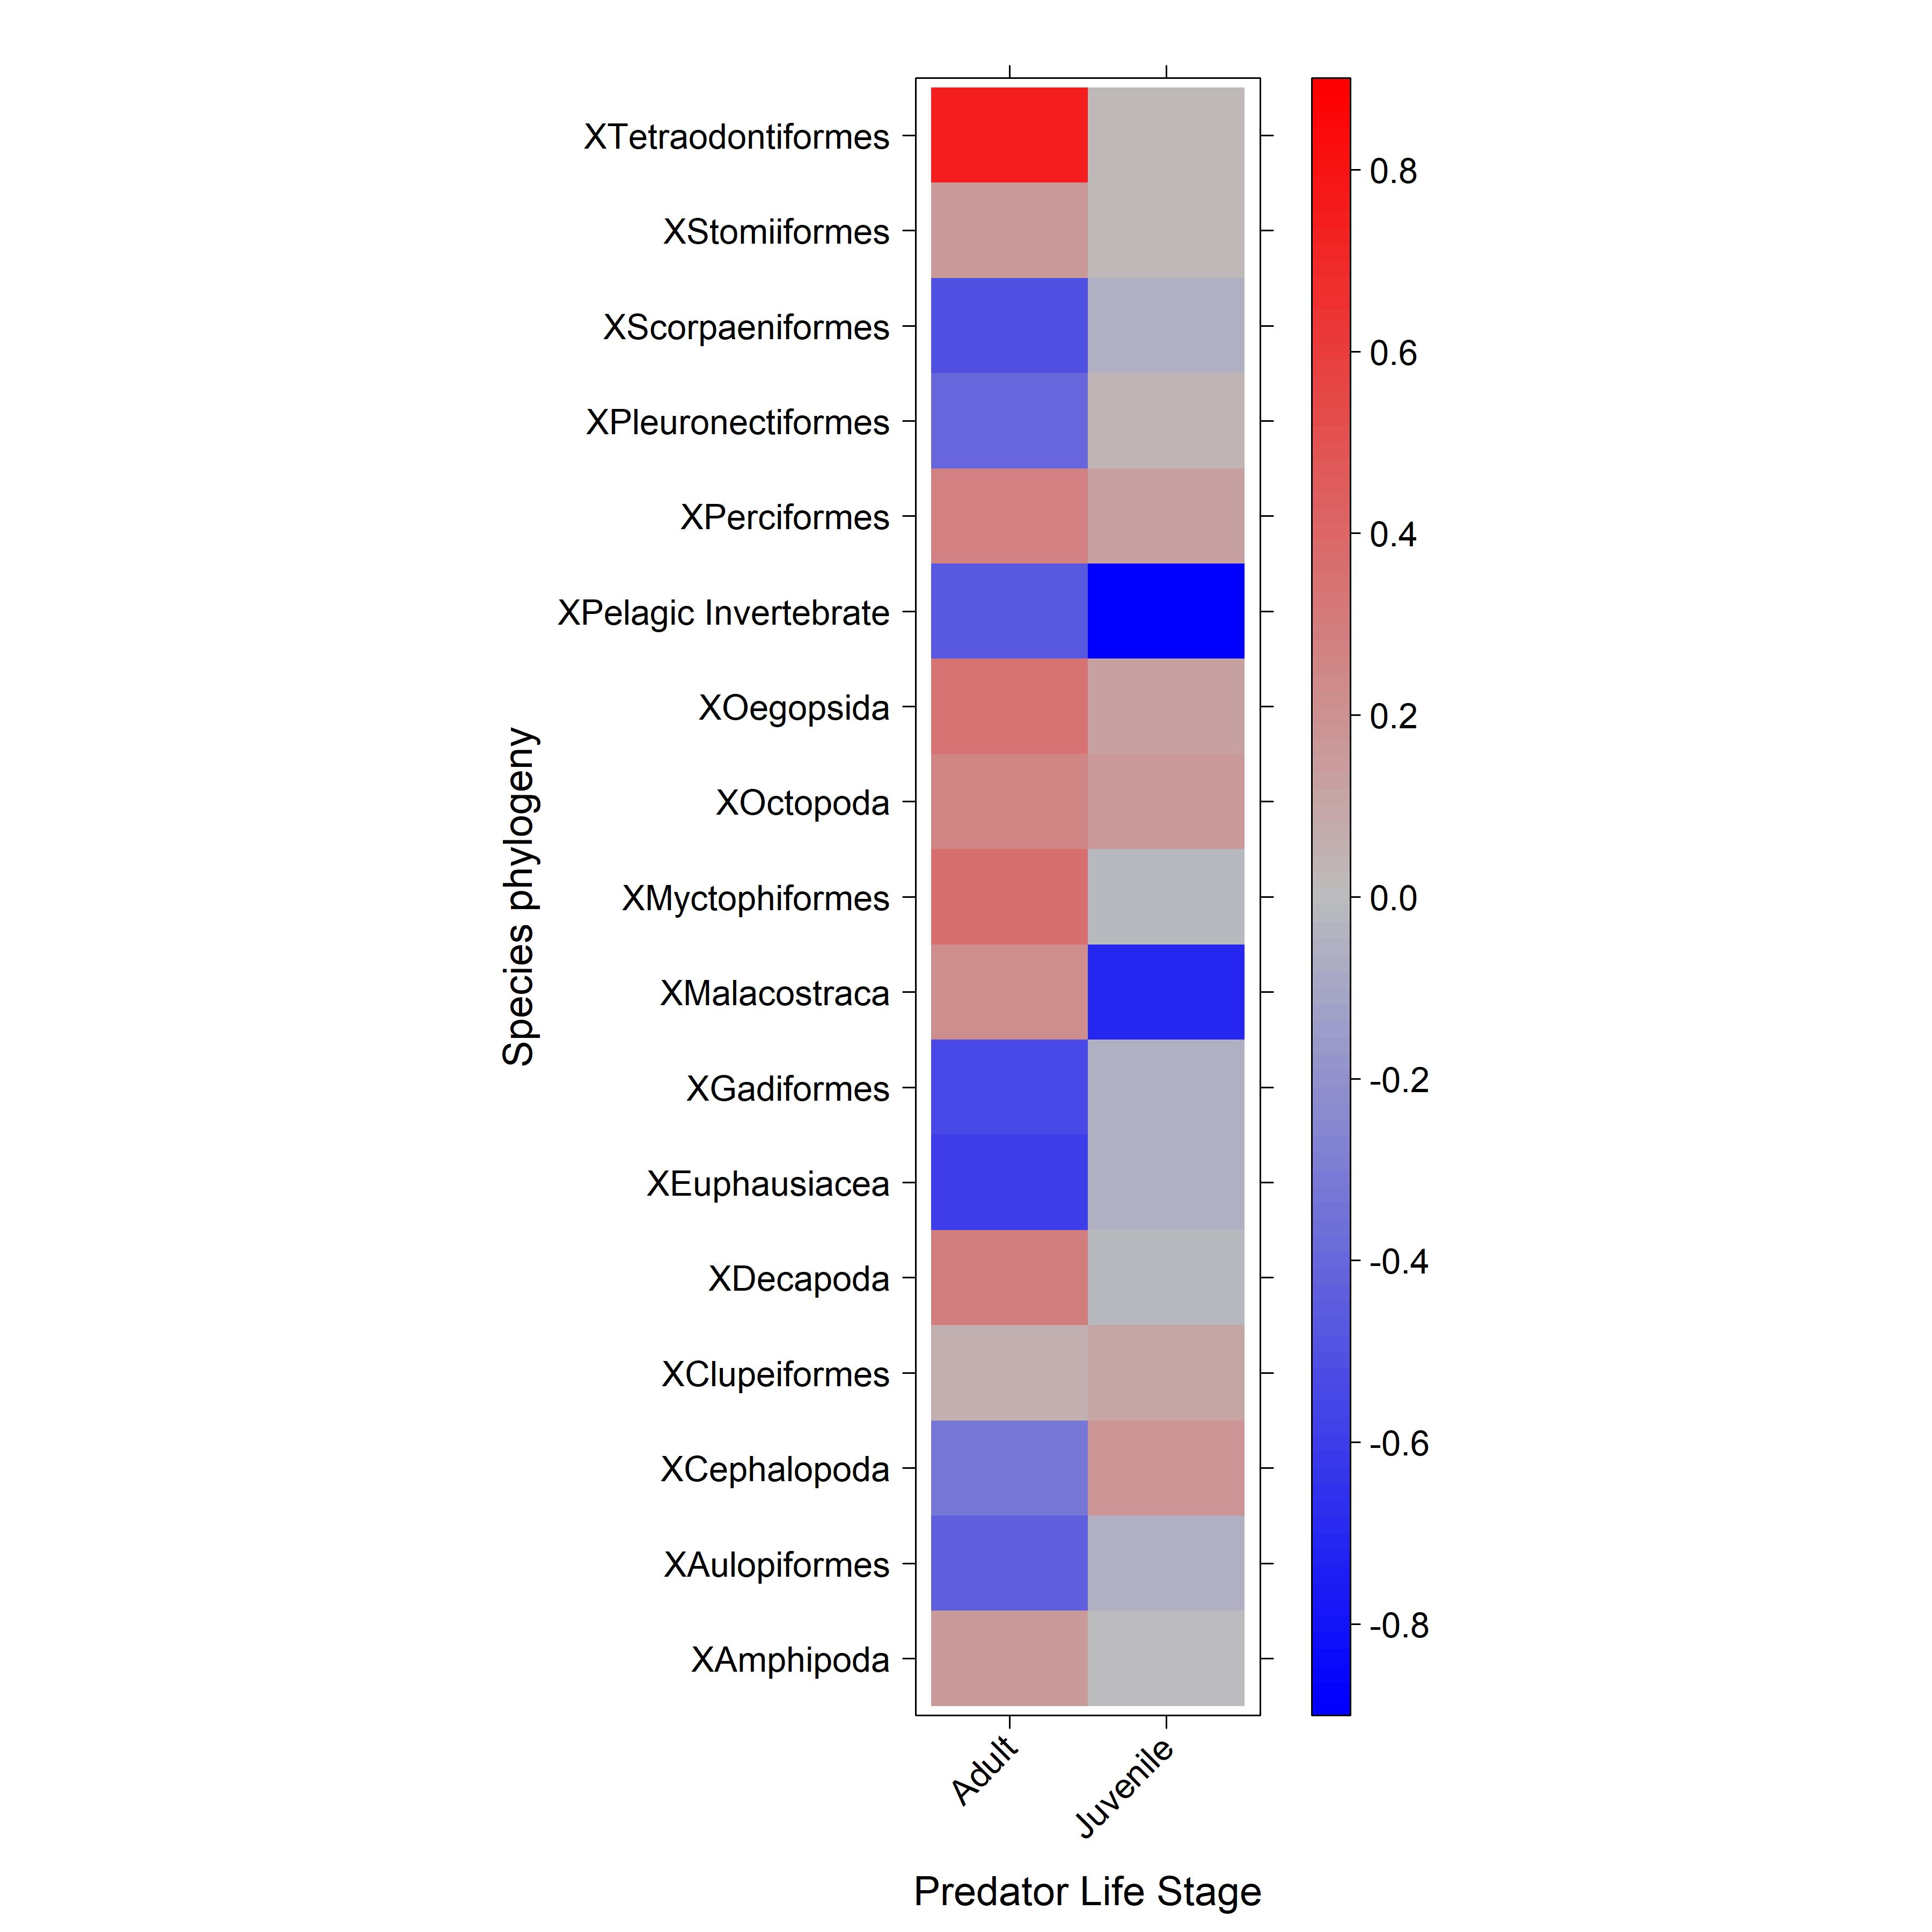 XTetraodontiformes
XStomiiformes
XScorpaeniformes
XPleuronectiformes
XPerciformes
XPelagic Invertebrate
XOegopsida
XOctopoda
XMyctophiformes
XMalacostraca
XGadiformes
XEuphausiacea
XDecapoda
XClupeiformes
XCephalopoda
XAulopiformes
XAmphipoda
Species phylogeny
Adult
Juvenile
Predator Life Stage
0.8
0.6
0.4
0.2
0.0
-0.2
-0.4
-0.6
-0.8